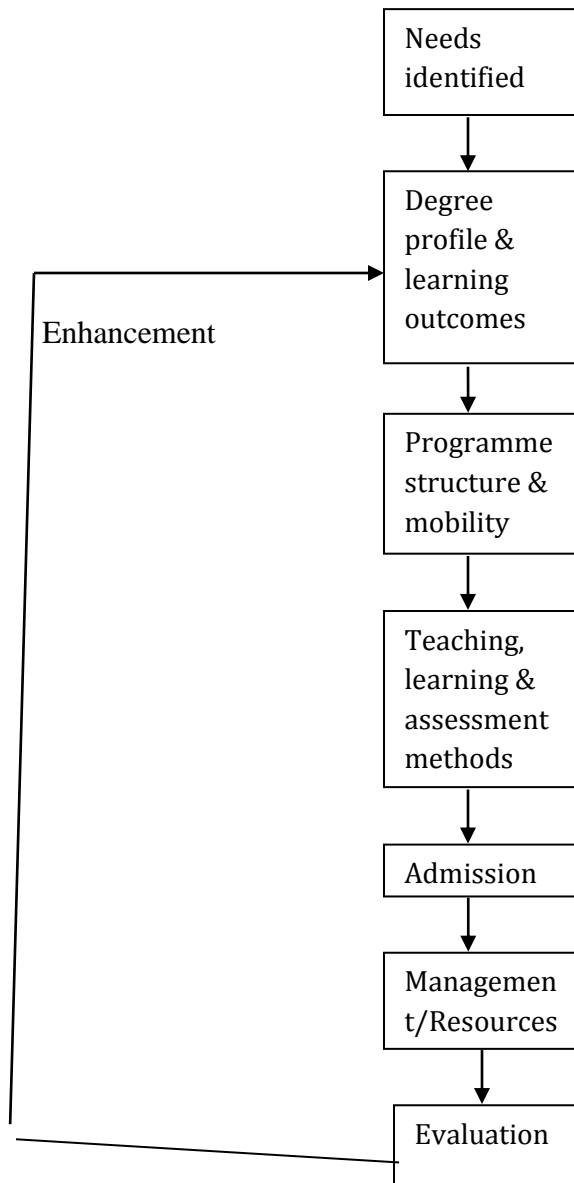 Needs
identified
Degree
profile &
learning
outcomes
Enhancement
Programme
structure &
mobility
Teaching,
learning &
assessment
methods
Admission
Managemen
t/Resources
Evaluation